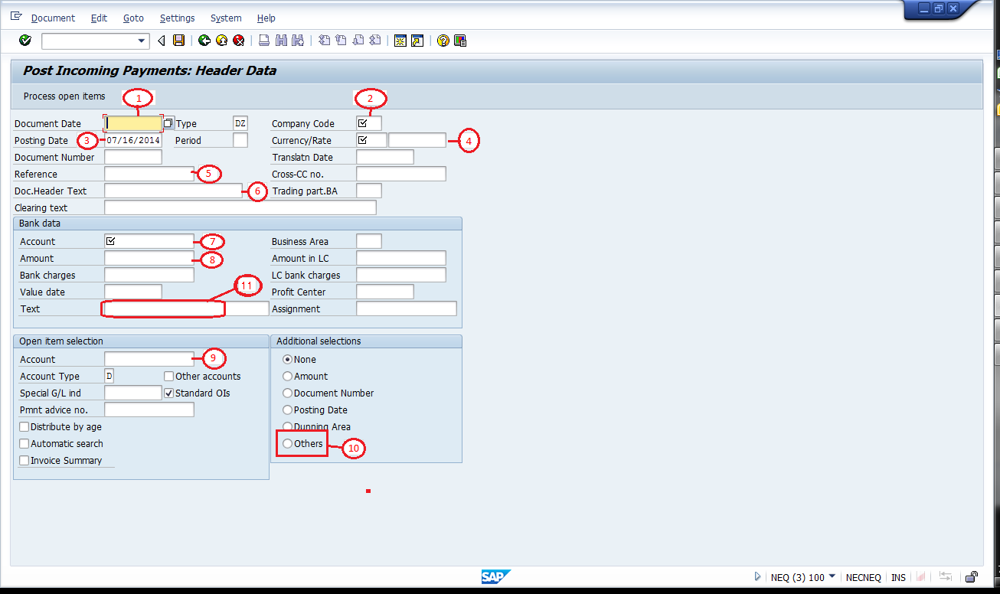 Document Edit Goto Settings System Help
Post Incoming Payments: Header Data
Process open items 1 2
Document Date Type DZ Company Code
Posting Date 3 07/16/2014 Period Currency/Rate 4
Document Number Translatn Date
Reference 5 Cross-CC no.
Doc.Header Text 6 Trading part.BA
Clearing text
Bank data
Account 7 Business Area
Amount 8 Amount in LC
Bank charges LC bank charges
Value date 11 Profit Center
Text Assignment
Open item selection Additional selections
Account 9 None
Account Type D Other accounts Amount
Special G/L ind Standard OIs Document Number
Pmnt advice no. Posting Date
Distribute by age Dunning Area
Automatic search Others 10
Invoice Summary
SAP NEQ (3) 100 NECNEQ INS